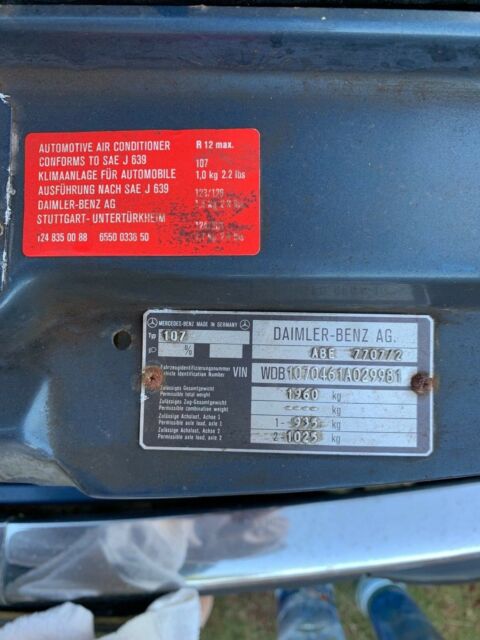 AUTOMOTIVE AIR CONDITIONER
CONFORMS TO SAE J 639
KLIMAANLAGE FÜR AUTOMOBILE
AUSFÜHRUNG NACH SAE J 639
DAIMLER-BENZ AG
STUTTGART- UNTERTÜRKHEIM
124 835 00 88 6550 0336 50
R 12 max.
107
1,0 kg 2.2 lbs
123/126
MERCEDES-BENZ MADE IN GERMANY
Typ 107
%
DAIMLER-BENZ AG.
ABE 7707/2
Fahrzeugidentifizierungsnummer
Vehicle Identification Number
VIN WDB1070461A029981
Zulässiges Gesamtgewicht
Permissible total weight
1960 kg
Zulässiges Zug-Gesamtgewicht
Permissible combination weight
kg
Zulässige Achslast, Achse 1
Permissible axle load, axle 1
1- 935 kg
Zulässige Achslast, Achse 2
Permissible axle load, axle 2
2- 1025 kg